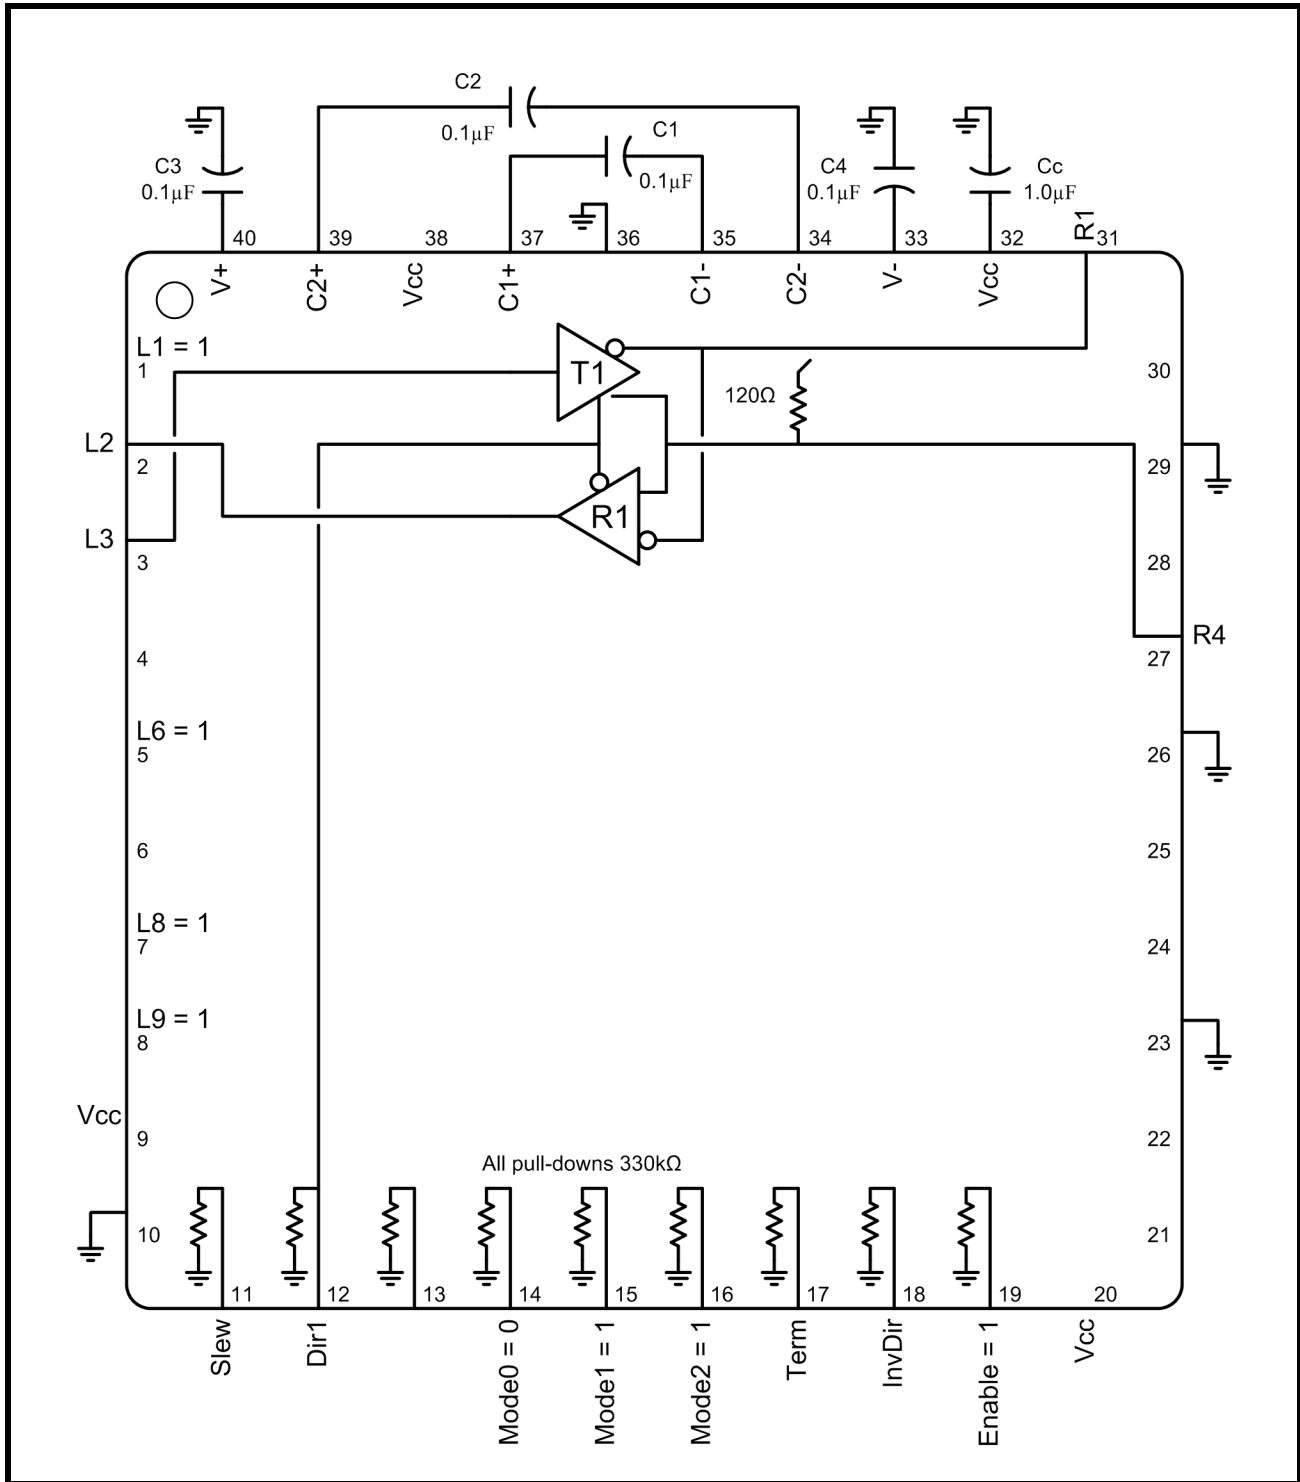 C2
0.1μF
C1
0.1μF
C3
0.1μF
C4
0.1μF
Cc
1.0μF
R1
40 39 38 37 36 35 34 33 32 31
V+ C2+ Vcc C1+ C1- C2- V- Vcc
L1 = 1
1
T1
120Ω
30
L2
2
29
R1
L3
3
28
R4
4
27
L6 = 1
5
26
6
25
L8 = 1
7
24
L9 = 1
8
23
Vcc
9
22
All pull-downs 330kΩ
10
21
11 12 13 14 15 16 17 18 19 20
Slew
Dir1
Mode0 = 0
Mode1 = 1
Mode2 = 1
Term
InvDir
Enable = 1
Vcc